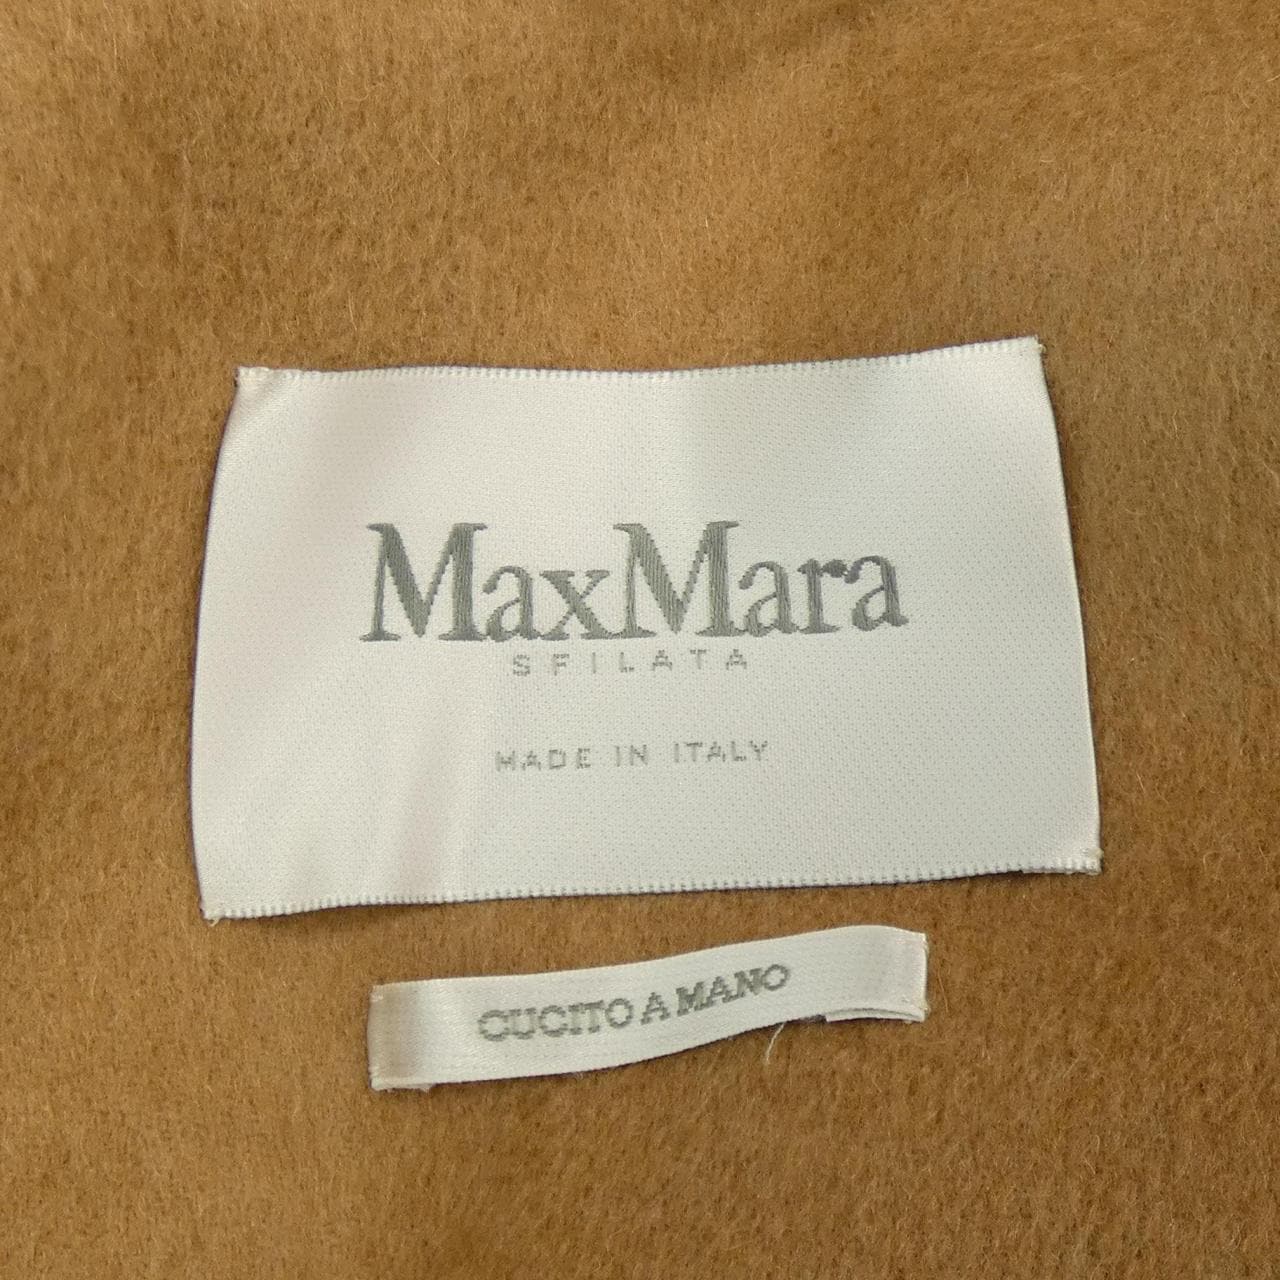 MaxMara
SFILATA
MADE IN ITALY
CUCITO A MANO